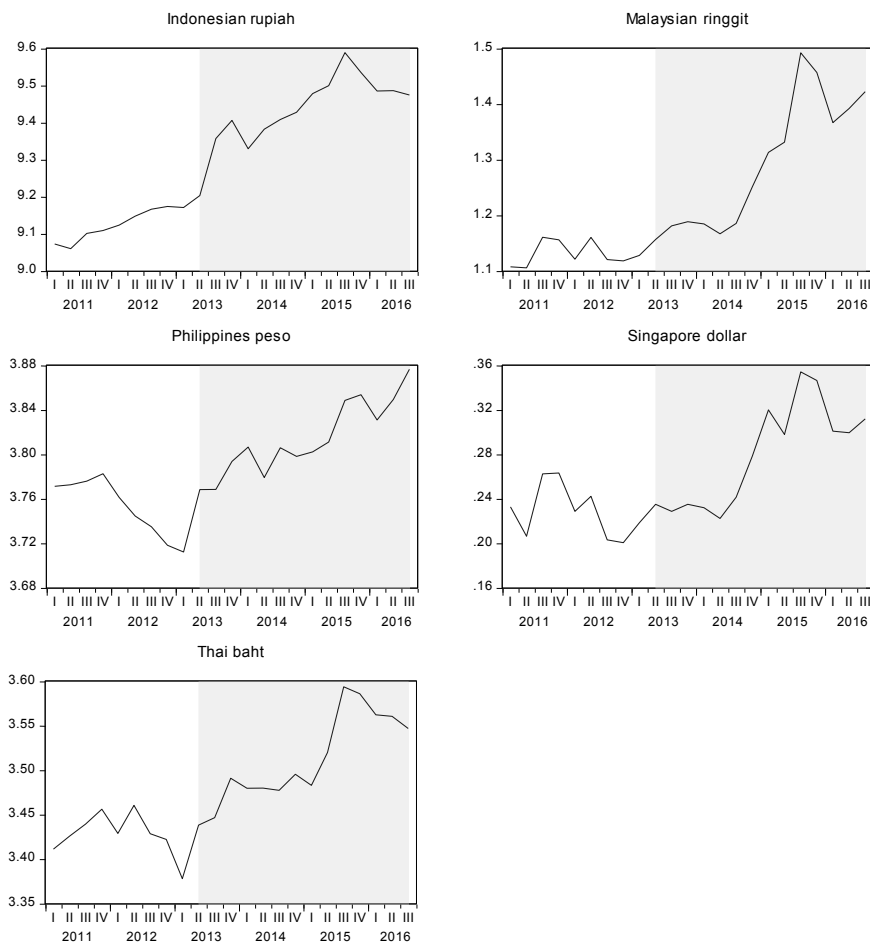 Indonesian rupiah
9.6
9.5
9.4
9.3
9.2
9.1
9.0
I II III IV I II III IV I II III IV I II III IV I II III IV I II III
2011 2012 2013 2014 2015 2016
Malaysian ringgit
1.5
1.4
1.3
1.2
1.1
I II III IV I II III IV I II III IV I II III IV I II III IV I II III
2011 2012 2013 2014 2015 2016
Philippines peso
3.88
3.84
3.80
3.76
3.72
3.68
I II III IV I II III IV I II III IV I II III IV I II III IV I II III
2011 2012 2013 2014 2015 2016
Singapore dollar
.36
.32
.28
.24
.20
.16
I II III IV I II III IV I II III IV I II III IV I II III IV I II III
2011 2012 2013 2014 2015 2016
Thai baht
3.60
3.55
3.50
3.45
3.40
3.35
I II III IV I II III IV I II III IV I II III IV I II III IV I II III
2011 2012 2013 2014 2015 2016